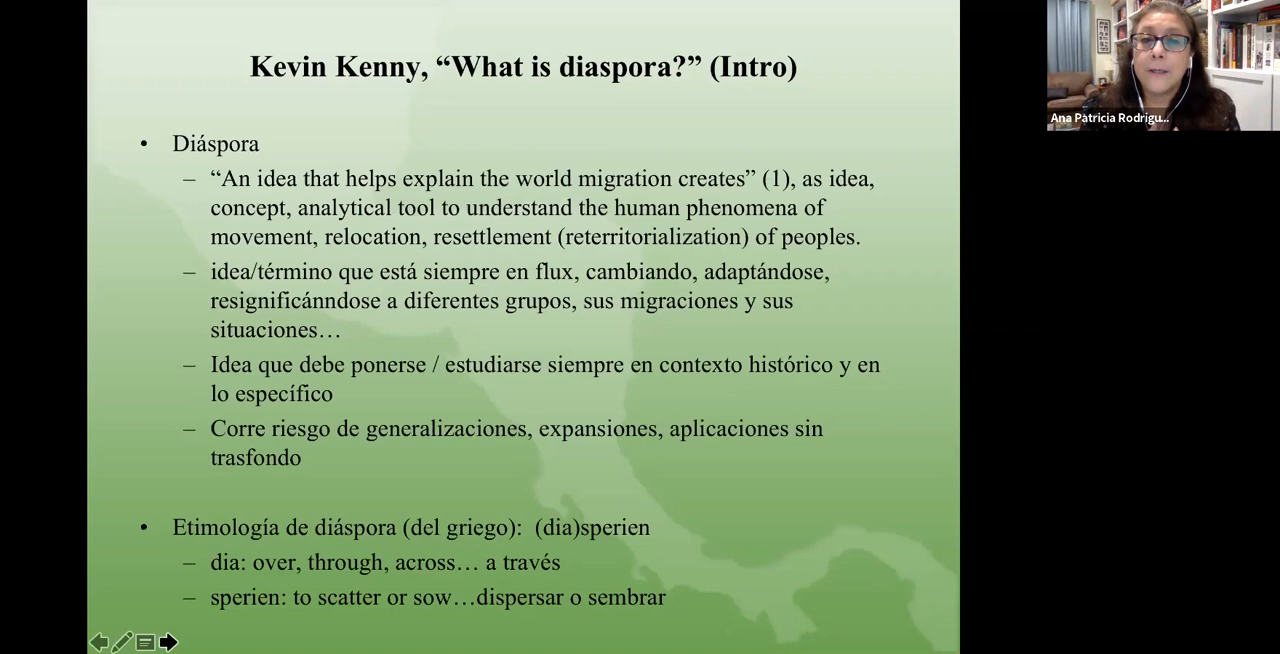 Kevin Kenny, “What is diaspora?” (Intro)
• Diáspora
– “An idea that helps explain the world migration creates” (1), as idea,
concept, analytical tool to understand the human phenomena of
movement, relocation, resettlement (reterritorialization) of peoples.
– idea/término que está siempre en flux, cambiando, adaptándose,
resignificánndose a diferentes grupos, sus migraciones y sus
situaciones…
– Idea que debe ponerse / estudiarse siempre en contexto histórico y en
lo específico
– Corre riesgo de generalizaciones, expansiones, aplicaciones sin
trasfondo
• Etimología de diáspora (del griego): (dia)sperien
– dia: over, through, across… a través
– sperien: to scatter or sow…dispersar o sembrar
Ana Patricia Rodrigu...